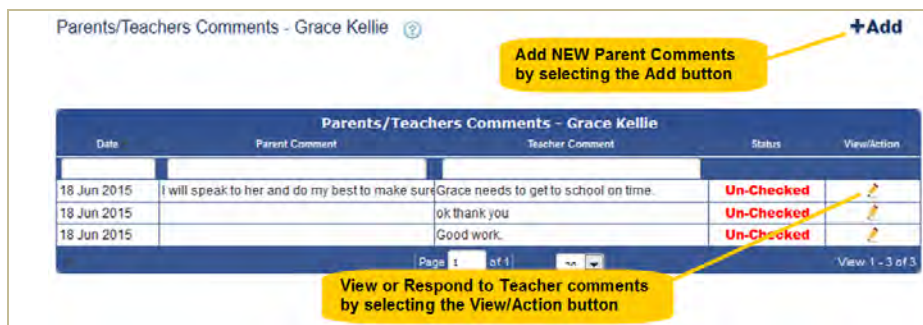 Parents/Teachers Comments - Grace Kellie ?
+Add
Add NEW Parent Comments
by selecting the Add button
Parents/Teachers Comments - Grace Kellie
Date Parent Comment Teacher Comment Status View/Action
18 Jun 2015 I will speak to her and do my best to make sure Grace needs to get to school on time. Un-Checked
18 Jun 2015 ok thank you Un-Checked
18 Jun 2015 Good work. Un-Checked
Page 1 of 1 View 1 - 3 of 3
View or Respond to Teacher comments
by selecting the View/Action button